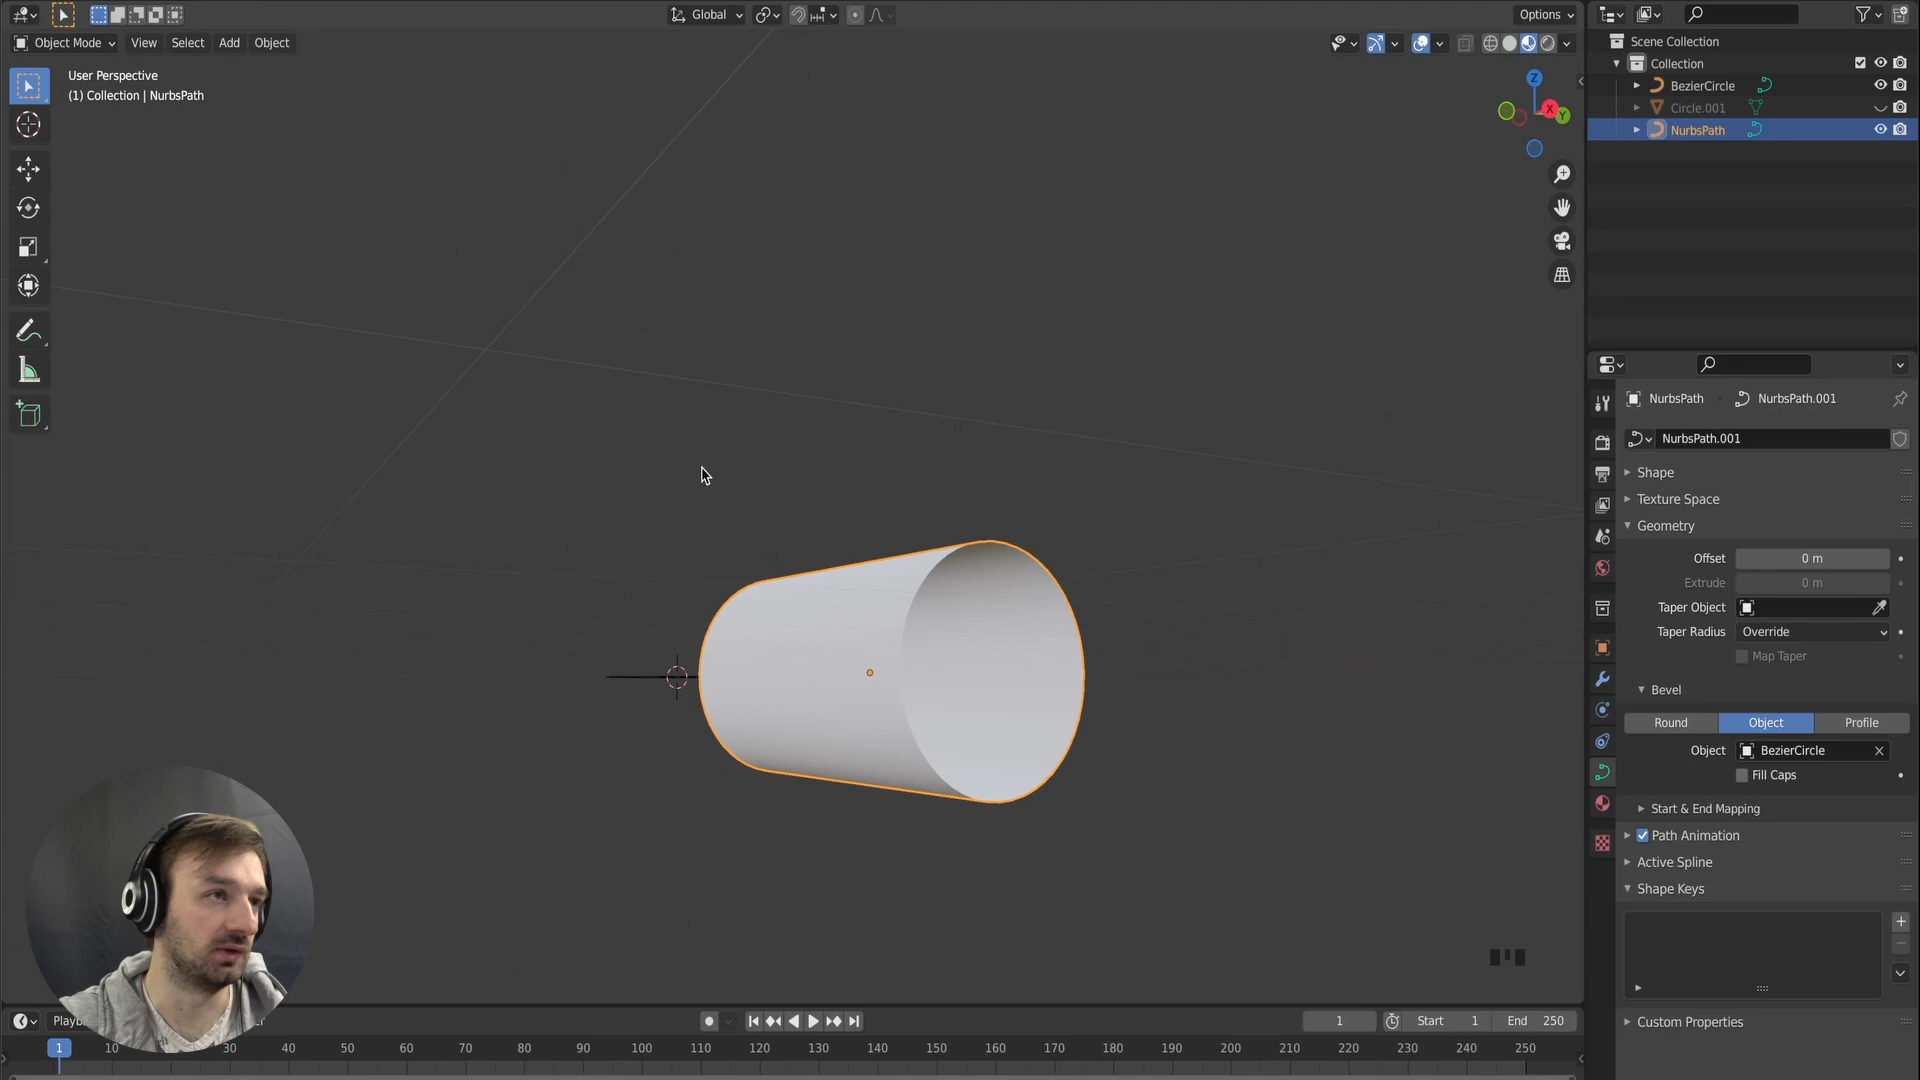 Global
Options
Object Mode
View
Select
Add
Object
User Perspective
(1) Collection | NurbsPath
Z
X
Y
Scene Collection
Collection
BezierCircle
Circle.001
NurbsPath
NurbsPath
NurbsPath.001
NurbsPath.001
Shape
Texture Space
Geometry
Offset 0 m
Extrude 0 m
Taper Object
Taper Radius Override
Map Taper
Bevel
Round Object Profile
Object BezierCircle
Fill Caps
Start & End Mapping
Path Animation
Active Spline
Shape Keys
Custom Properties
1 Start 1 End 250
1 10 30 40 50 60 70 80 90 100 110 120 130 140 150 160 170 180 190 200 210 220 230 240 250